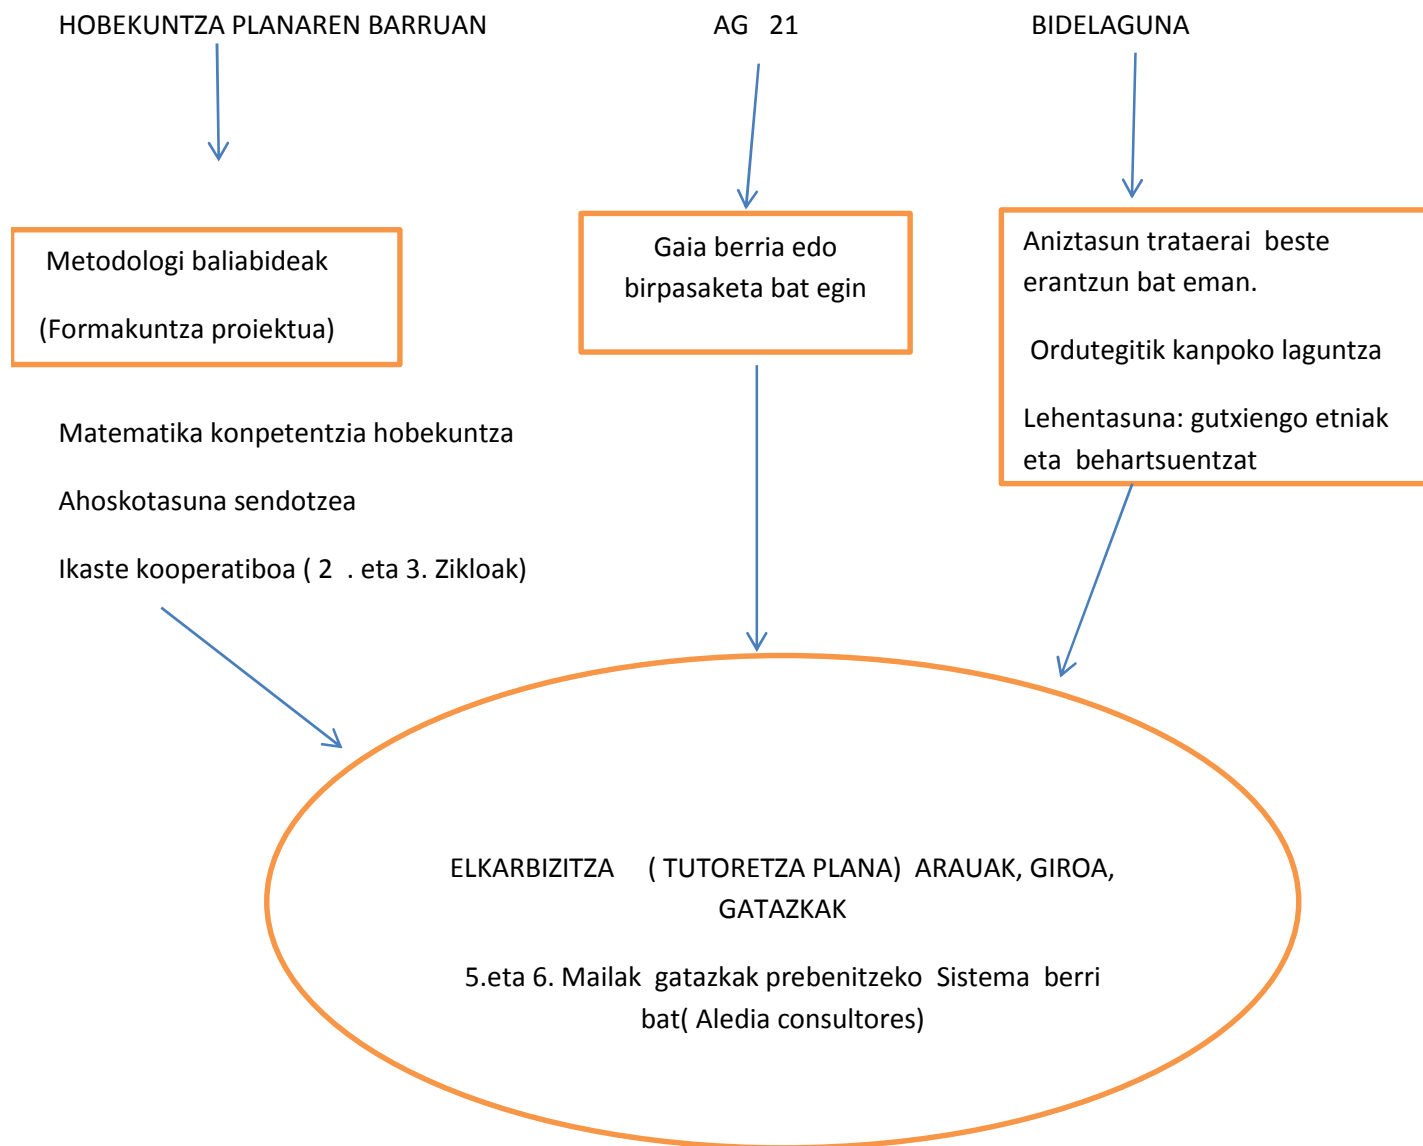 HOBEKUNTZA PLANAREN BARRUAN
AG 21
BIDELAGUNA
Metodologi baliabideak
(Formakuntza proiektua)
Gaia berria edo
birpasaketa bat egin
Aniztasun trataerai beste
erantzun bat eman.
Ordutegitik kanpoko laguntza
Lehentasuna: gutxiengo etniak
eta behartsuentzat
Matematika konpetentzia hobekuntza
Ahoskotasuna sendotzea
Ikaste kooperatiboa ( 2 . eta 3. Zikloak)
ELKARBIZITZA ( TUTORETZA PLANA) ARAUAK, GIROA,
GATAZKAK
5.eta 6. Mailak gatazkak prebenitzeko Sistema berri
bat( Aledia consultores)